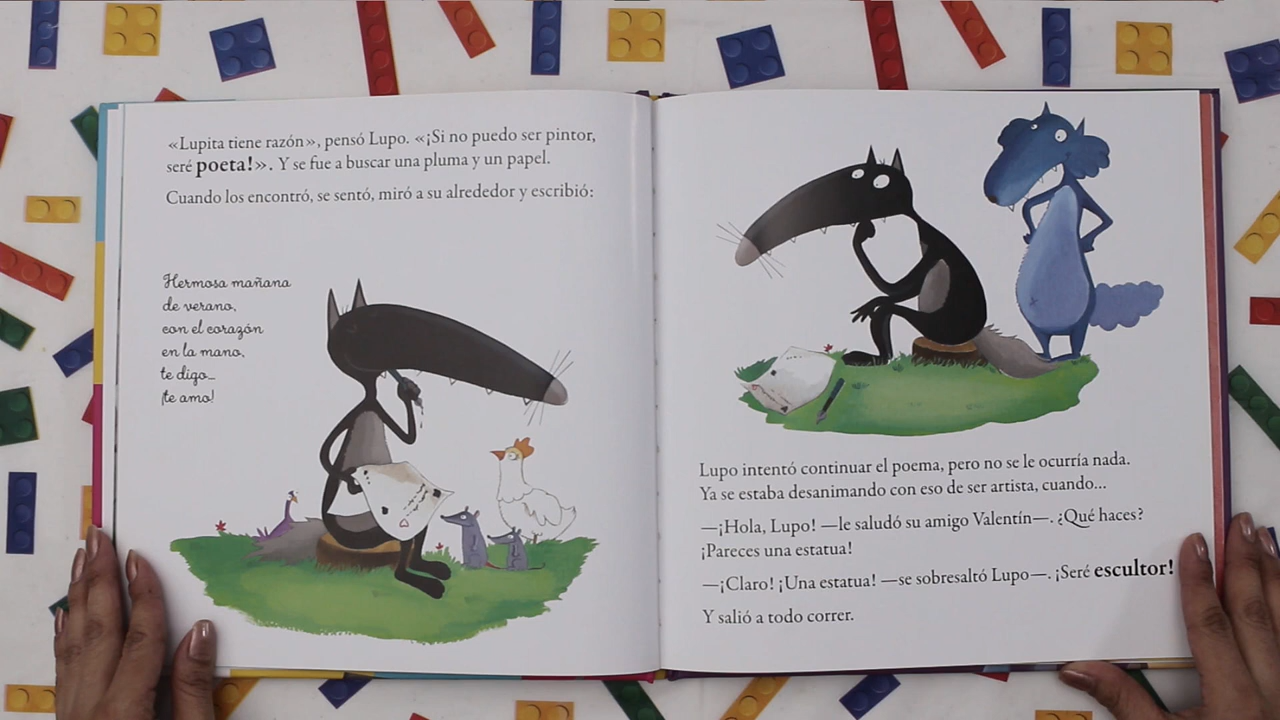 «Lupita tiene razón», pensó Lupo. «¡Si no puedo ser pintor,
seré poeta!». Y se fue a buscar una pluma y un papel.
Cuando los encontró, se sentó, miró a su alrededor y escribió:
Hermosa mañana
de verano,
con el corazón
en la mano,
te digo...
¡te amo!
Lupo intentó continuar el poema, pero no se le ocurría nada.
Ya se estaba desanimando con eso de ser artista, cuando...
—¡Hola, Lupo! —le saludó su amigo Valentín—. ¿Qué haces?
¡Pareces una estatua!
—¡Claro! ¡Una estatua! —se sobresaltó Lupo—. ¡Seré escultor!
Y salió a todo correr.